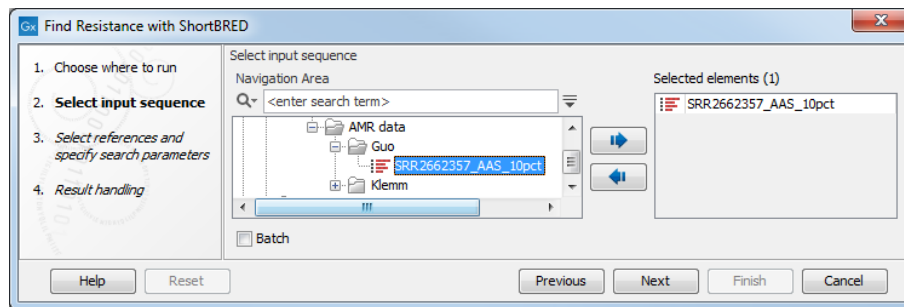 Gx Find Resistance with ShortBRED
1. Choose where to run
2. Select input sequence
3. Select references and
specify search parameters
4. Result handling
Select input sequence
Navigation Area
<enter search term>
AMR data
Guo
SRR2662357_AAS_10pct
Klemm
Batch
Selected elements (1)
SRR2662357_AAS_10pct
Help
Reset
Previous
Next
Finish
Cancel